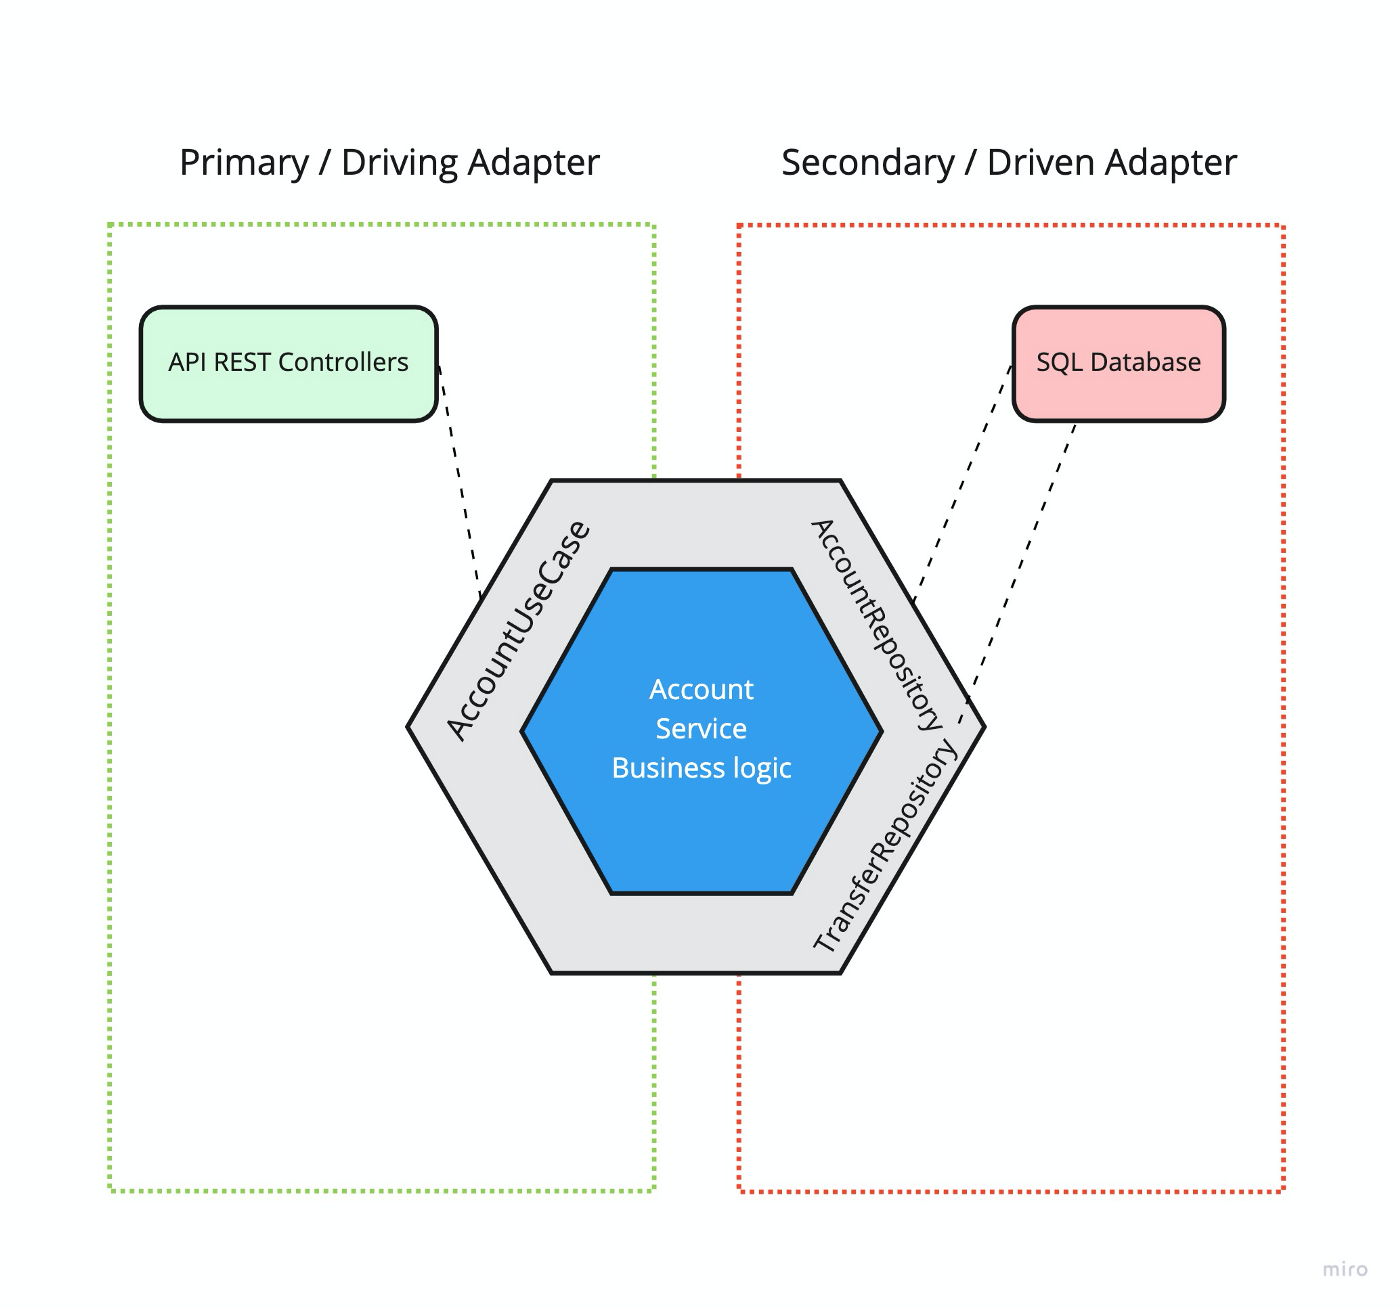 Primary / Driving Adapter
Secondary / Driven Adapter
API REST Controllers
SQL Database
AccountUseCase
AccountRepository
Account
Service
Business logic
TransferRepository
miro